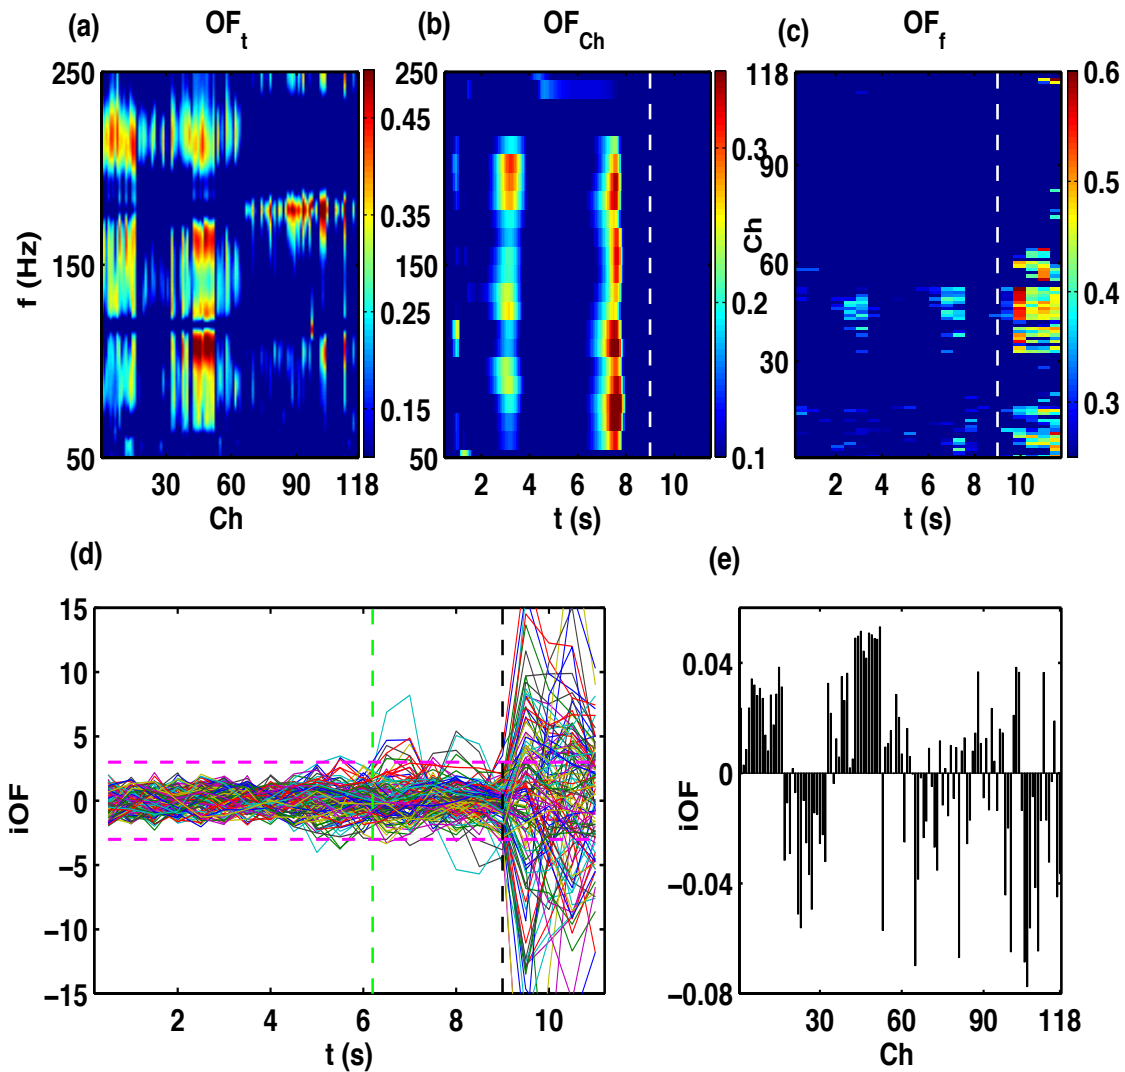 (a) OF_t
(b) OF_Ch
(c) OF_f
250
150
50
f (Hz)
30 60 90 118
Ch
0.45
0.35
0.25
0.15
250
200
150
100
50
2 4 6 8 10
t (s)
0.3
0.2
0.1
118
90
60
30
Ch
2 4 6 8 10
t (s)
0.6
0.5
0.4
0.3
(d)
15
10
5
0
−5
−10
−15
iOF
2 4 6 8 10
t (s)
(e)
0.04
0
−0.04
−0.08
iOF
30 60 90 118
Ch